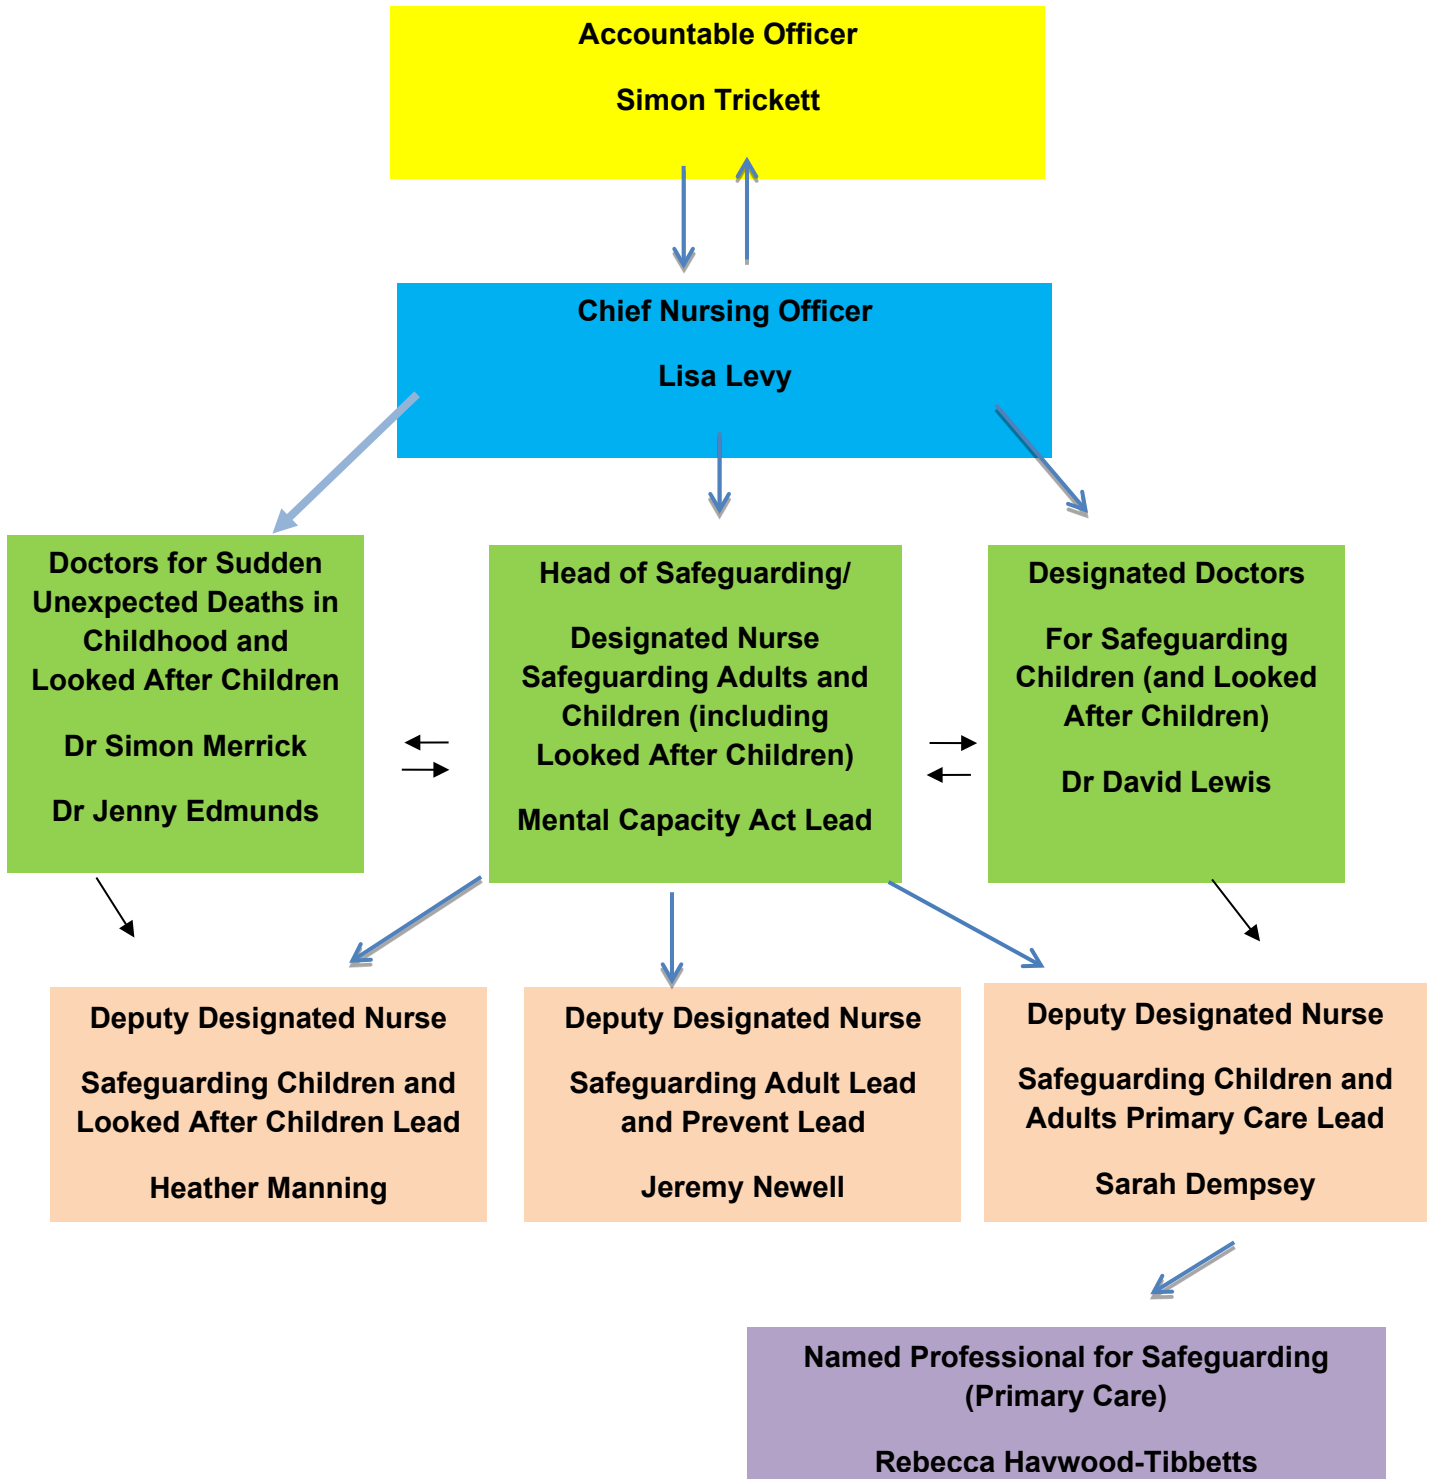 Accountable Officer
Simon Trickett
Chief Nursing Officer
Lisa Levy
Doctors for Sudden
Unexpected Deaths in
Childhood and
Looked After Children
Dr Simon Merrick
Dr Jenny Edmunds
Head of Safeguarding/
Designated Nurse
Safeguarding Adults and
Children (including
Looked After Children)
Mental Capacity Act Lead
Designated Doctors
For Safeguarding
Children (and Looked
After Children)
Dr David Lewis
Deputy Designated Nurse
Safeguarding Children and
Looked After Children Lead
Heather Manning
Deputy Designated Nurse
Safeguarding Adult Lead
and Prevent Lead
Jeremy Newell
Deputy Designated Nurse
Safeguarding Children and
Adults Primary Care Lead
Sarah Dempsey
Named Professional for Safeguarding
(Primary Care)
Rebecca Haywood-Tibbetts